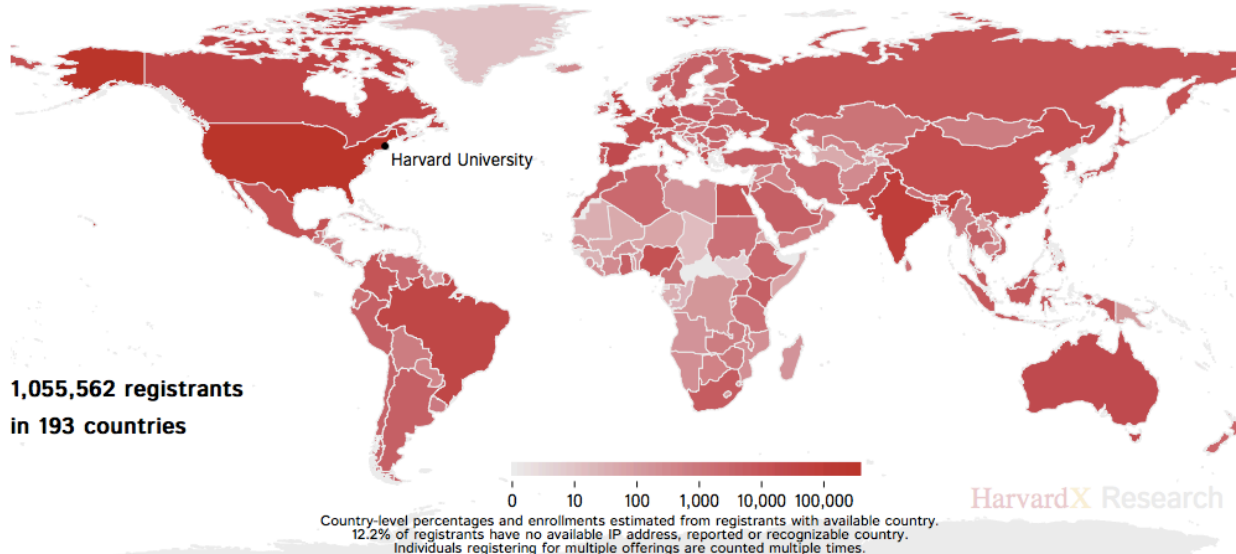 Harvard University
1,055,562 registrants
in 193 countries
0 10 100 1,000 10,000 100,000
HarvardX Research
Country-level percentages and enrollments estimated from registrants with available country.
12.2% of registrants have no available IP address, reported or recognizable country.
Individuals registering for multiple offerings are counted multiple times.